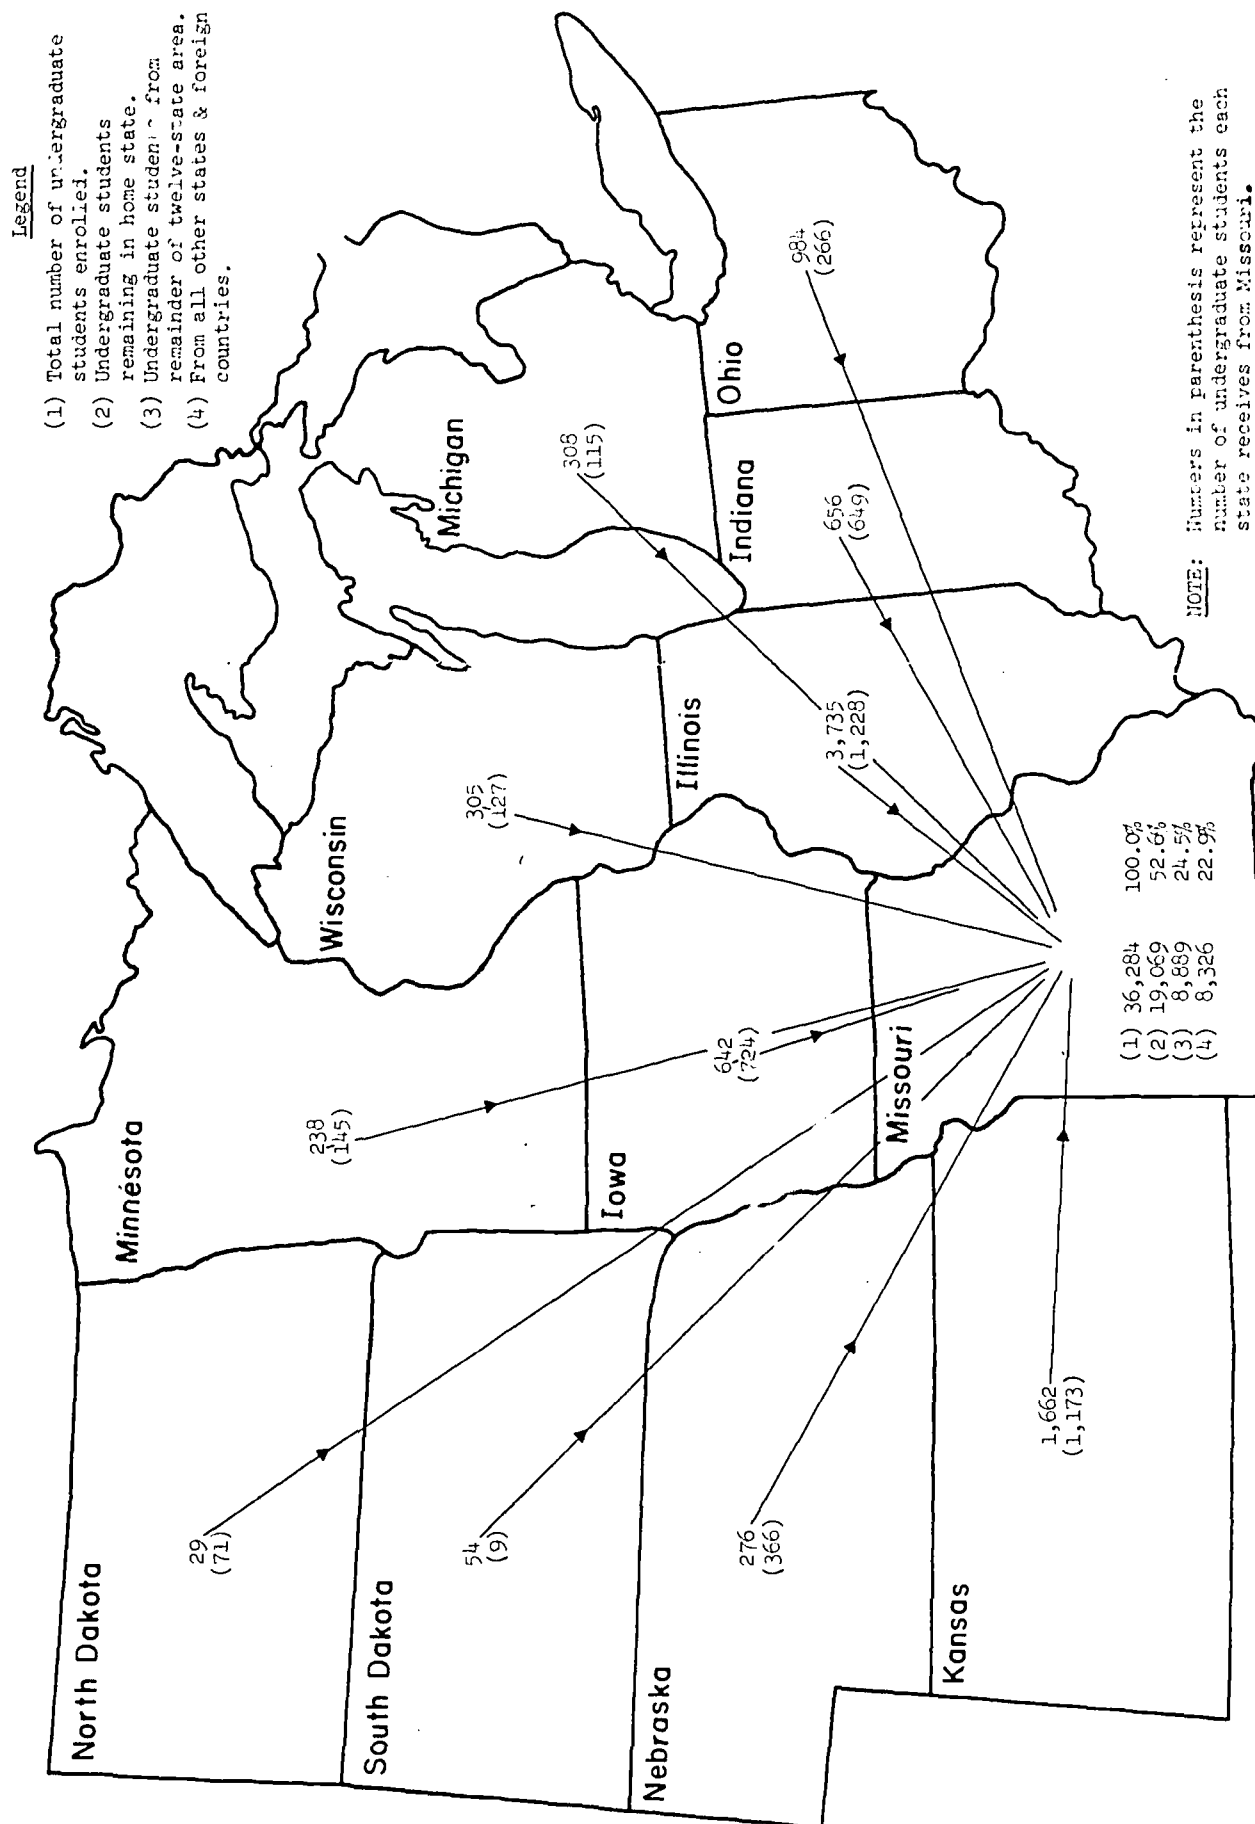 Legend
(1) Total number of undergraduate
students enrolled.
(2) Undergraduate students
remaining in home state.
(3) Undergraduate students from
remainder of twelve-state area.
(4) From all other states & foreign
countries.
North Dakota
29
(71)
South Dakota
54
(9)
Nebraska
276
(366)
Kansas
1,662
(1,173)
Minnésota
238
(145)
Iowa
642
(724)
Missouri
(1) 36,284 100.0%
(2) 19,069 52.6%
(3) 8,889 24.5%
(4) 8,326 22.9%
Wisconsin
305
(127)
Illinois
3,735
(1,228)
Michigan
308
(115)
Indiana
656
(649)
Ohio
984
(266)
NOTE: Numbers in parenthesis represent the
number of undergraduate students each
state receives from Missouri.